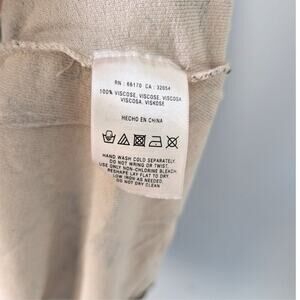 RN : 66170 CA : 32054
100% VISCOSE, VISCOSE, VISCOSA
VISCOSA, VISKOSE
HECHO EN CHINA
HAND WASH COLD SEPARATELY.
DO NOT WRING OR TWIST.
USE ONLY NON-CHLORINE BLEACH.
RESHAPE LAY FLAT TO DRY.
LOW IRON AS NEEDED.
DO NOT DRY CLEAN